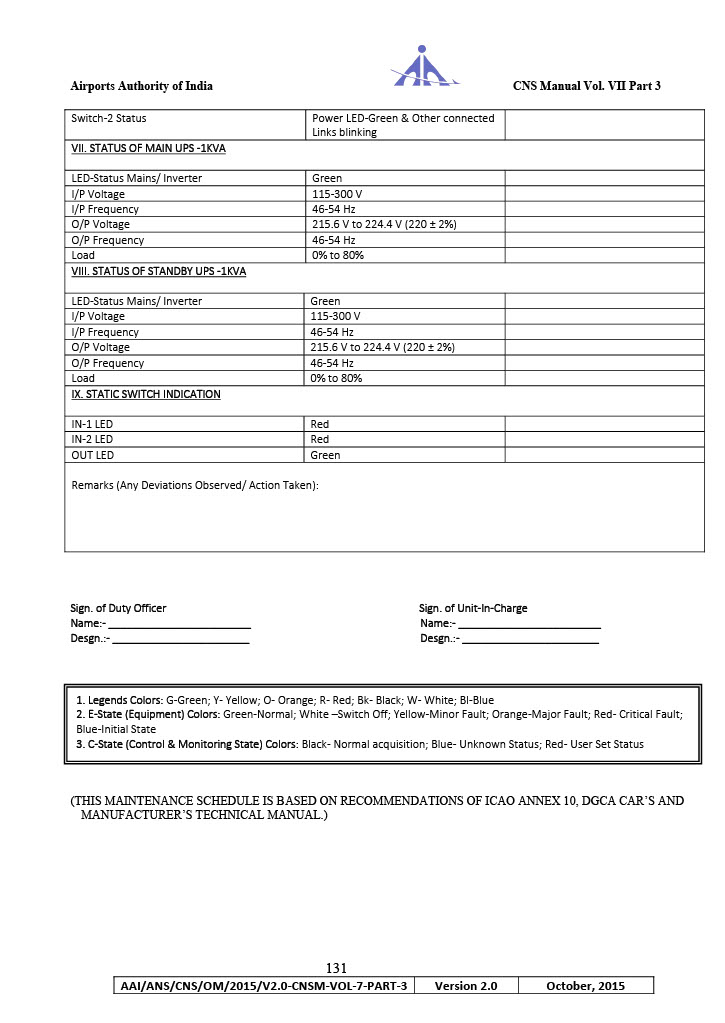 Airports Authority of India CNS Manual Vol. VII Part 3
Switch-2 Status Power LED-Green & Other connected
Links blinking
VII. STATUS OF MAIN UPS -1KVA
LED-Status Mains/ Inverter Green
I/P Voltage 115-300 V
I/P Frequency 46-54 Hz
O/P Voltage 215.6 V to 224.4 V (220 ± 2%)
O/P Frequency 46-54 Hz
Load 0% to 80%
VIII. STATUS OF STANDBY UPS -1KVA
LED-Status Mains/ Inverter Green
I/P Voltage 115-300 V
I/P Frequency 46-54 Hz
O/P Voltage 215.6 V to 224.4 V (220 ± 2%)
O/P Frequency 46-54 Hz
Load 0% to 80%
IX. STATIC SWITCH INDICATION
IN-1 LED Red
IN-2 LED Red
OUT LED Green
Remarks (Any Deviations Observed/ Action Taken):
Sign. of Duty Officer Sign. of Unit-In-Charge
Name:- ________________________ Name:- ________________________
Desgn.:- _______________________ Desgn.:- _______________________
1. Legends Colors: G-Green; Y- Yellow; O- Orange; R- Red; Bk- Black; W- White; Bl-Blue
2. E-State (Equipment) Colors: Green-Normal; White –Switch Off; Yellow-Minor Fault; Orange-Major Fault; Red- Critical Fault;
Blue-Initial State
3. C-State (Control & Monitoring State) Colors: Black- Normal acquisition; Blue- Unknown Status; Red- User Set Status
(THIS MAINTENANCE SCHEDULE IS BASED ON RECOMMENDATIONS OF ICAO ANNEX 10, DGCA CAR’S AND
MANUFACTURER’S TECHNICAL MANUAL.)
131
AAI/ANS/CNS/OM/2015/V2.0-CNSM-VOL-7-PART-3 Version 2.0 October, 2015